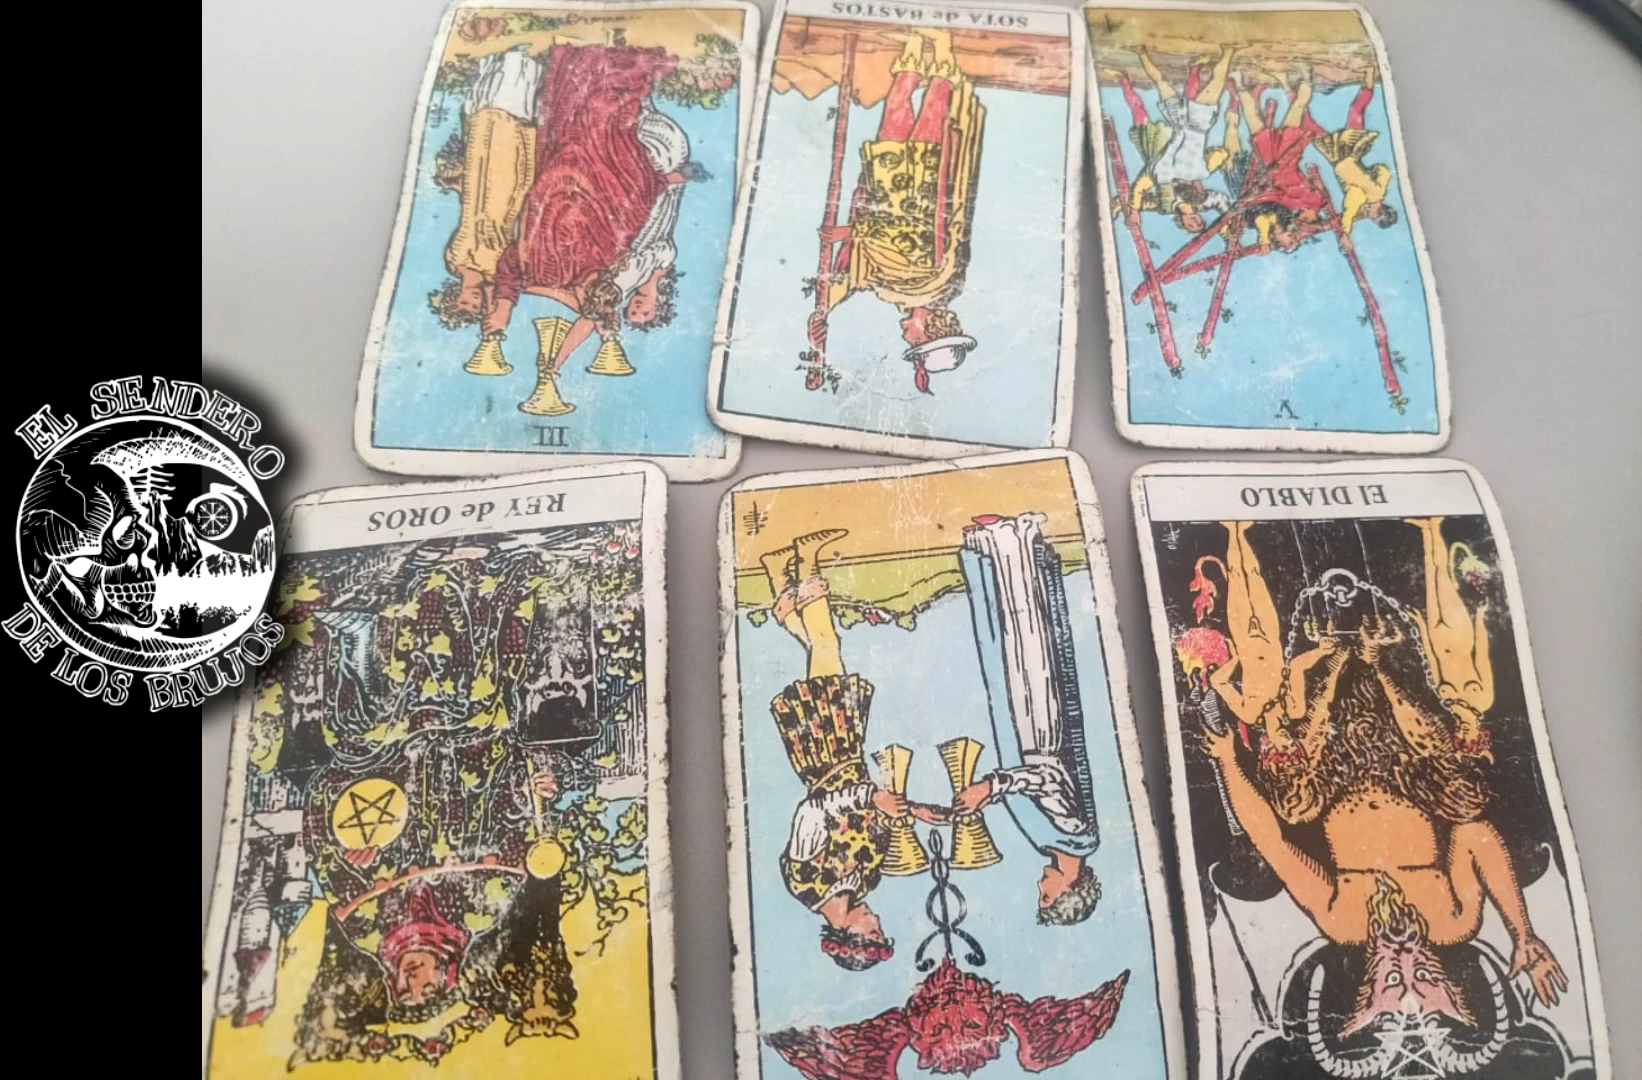 EL SENDERO
DE LOS BRUJOS
III
SOTA de BASTOS
V
REY de OROS
El DIABLO